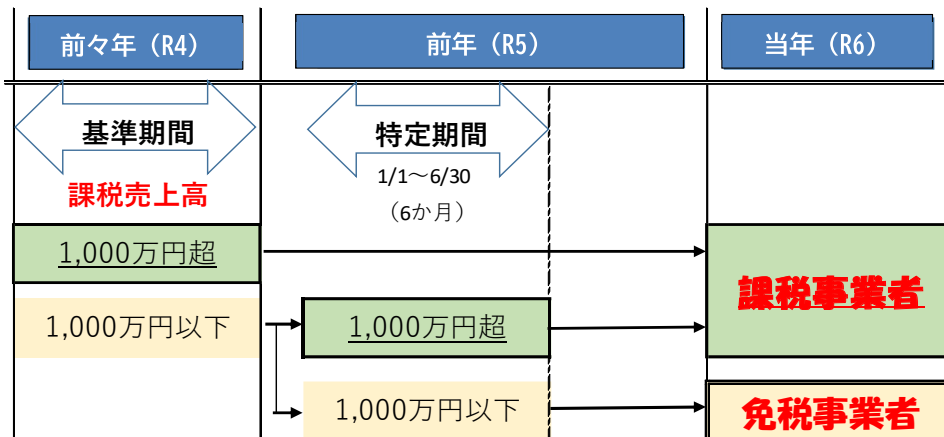 前々年（R4）
前年（R5）
当年（R6）
基準期間
特定期間
課税売上高
1/1～6/30
（6か月）
1,000万円超
課税事業者
1,000万円以下
1,000万円超
1,000万円以下
免税事業者